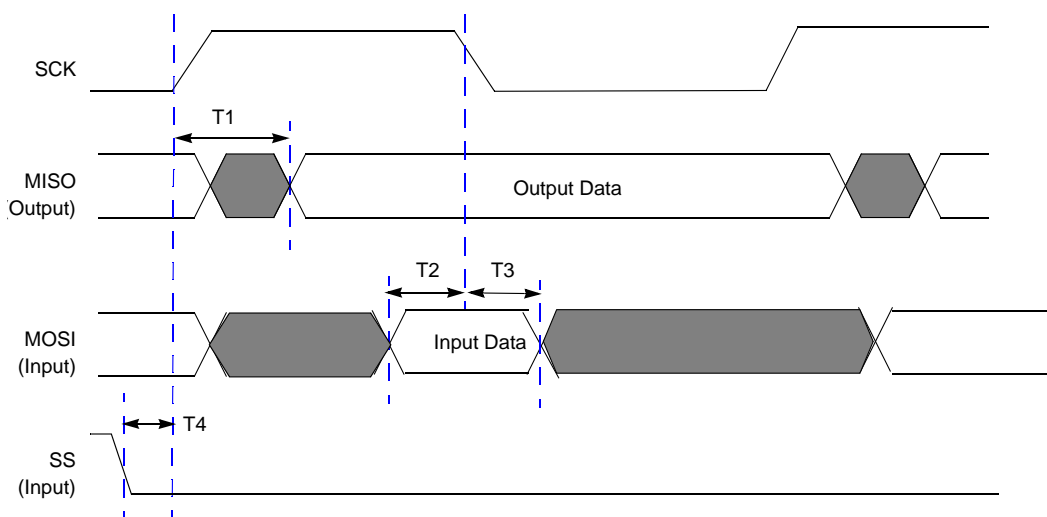 SCK
T1
MISO
(Output)
Output Data
T2
T3
MOSI
(Input)
Input Data
T4
SS
(Input)